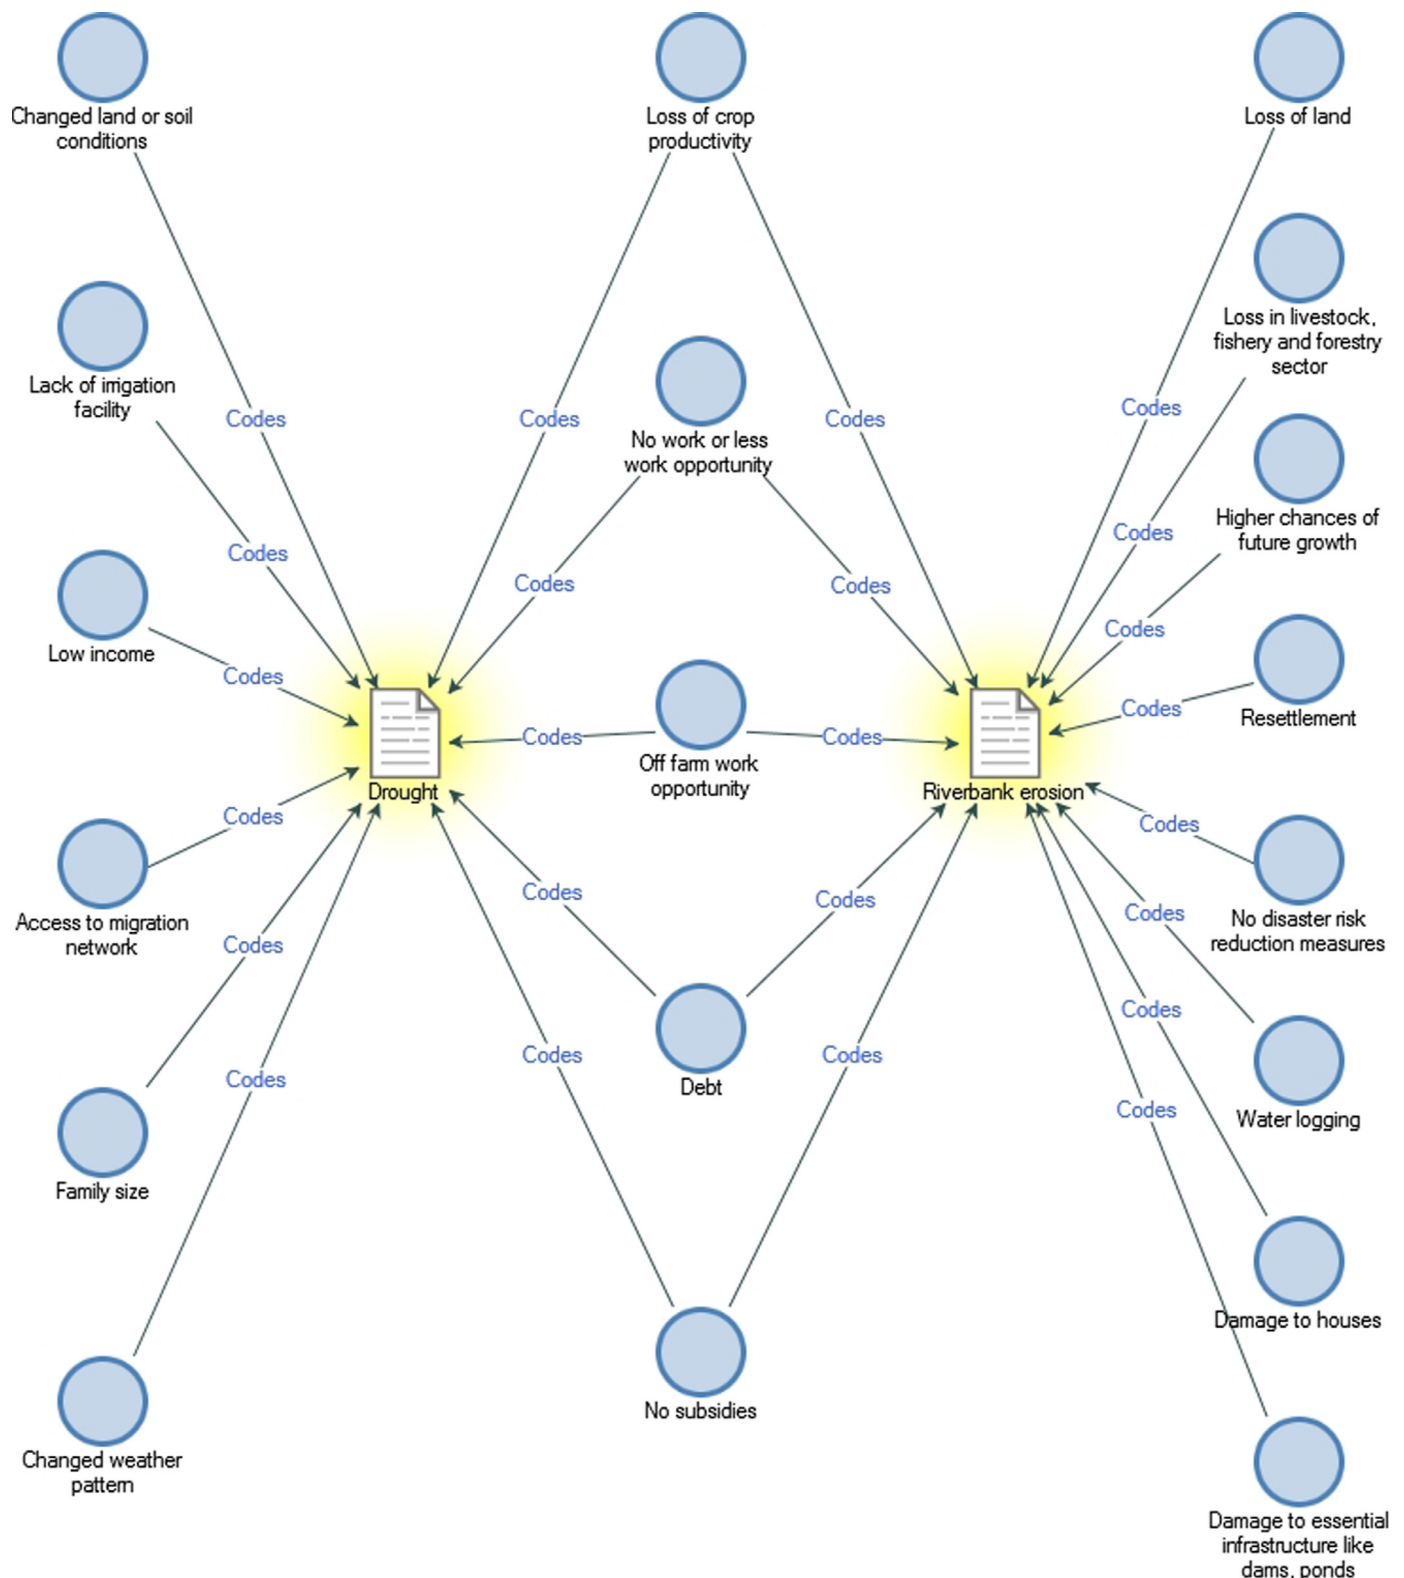 Changed land or soil
conditions
Loss of crop
productivity
Loss of land
Loss in livestock,
fishery and forestry
sector
Lack of irrigation
facility
Codes
Codes
Codes
Codes
No work or less
work opportunity
Higher chances of
future growth
Codes
Codes
Codes
Codes
Low income
Codes
Codes
Codes
Resettlement
Drought
Codes
Off farm work
opportunity
Codes
Riverbank erosion
Codes
Codes
Access to migration
network
Codes
Codes
Codes
No disaster risk
reduction measures
Codes
Codes
Codes
Codes
Debt
Codes
Codes
Water logging
Family size
Damage to houses
No subsidies
Changed weather
pattern
Damage to essential
infrastructure like
dams, ponds